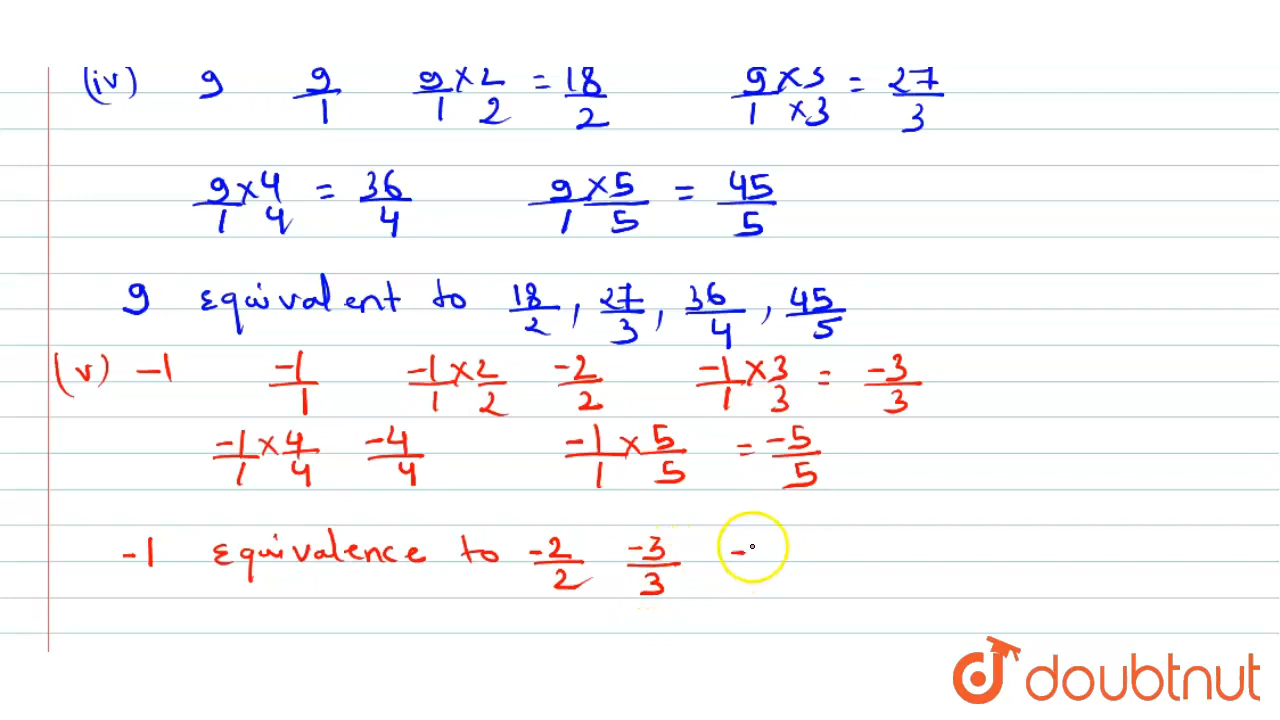 (iv) 9 9/1 9/1 × 2/2 = 18/2 9/1 × 3/×3 = 27/3
9/1 × 4/4 = 36/4 9/1 × 5/5 = 45/5
9 equivalent to 18/2, 27/3, 36/4, 45/5
(v) -1 -1/1 -1/1 × 2/2 -2/2 -1/1 × 3/3 = -3/3
-1/1 × 4/4 -4/4 -1/1 × 5/5 = -5/5
-1 equivalence to -2/2 -3/3 -
doubtnut